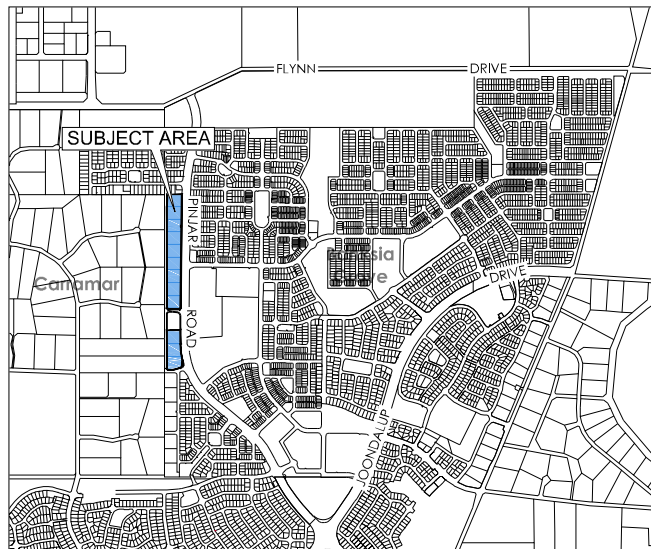 FLYNN DRIVE
SUBJECT AREA
PINJAR
Banksia
Grove
Carramar
DRIVE
ROAD
JOONDALUP